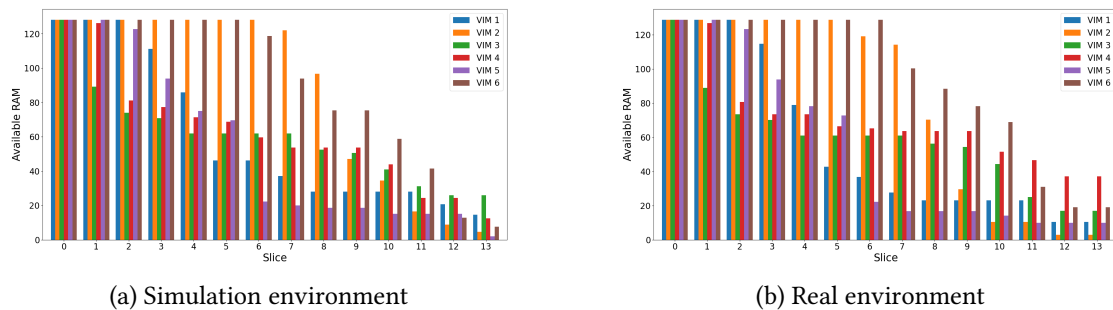 120
100
80
60
40
20
0
Available RAM
0 1 2 3 4 5 6 7 8 9 10 11 12 13
Slice
VIM 1
VIM 2
VIM 3
VIM 4
VIM 5
VIM 6
(a) Simulation environment
120
100
80
60
40
20
0
Available RAM
0 1 2 3 4 5 6 7 8 9 10 11 12 13
Slice
VIM 1
VIM 2
VIM 3
VIM 4
VIM 5
VIM 6
(b) Real environment